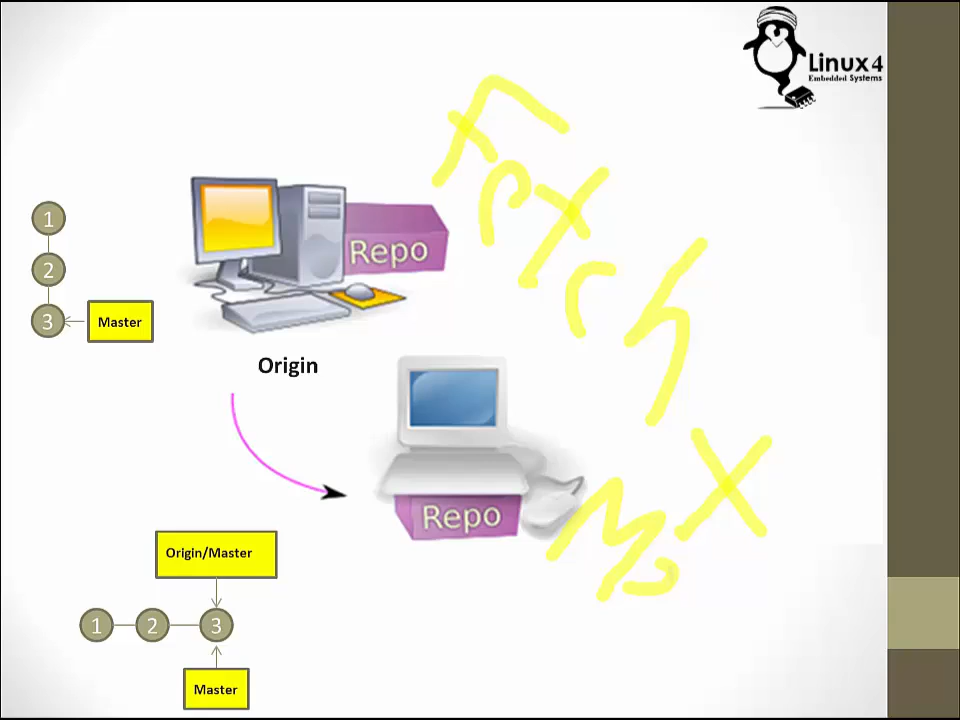 Linux 4
Embedded Systems
Fetch
Repo
1
2
3
Master
Origin
Repo
Origin/Master
1 2 3
Master